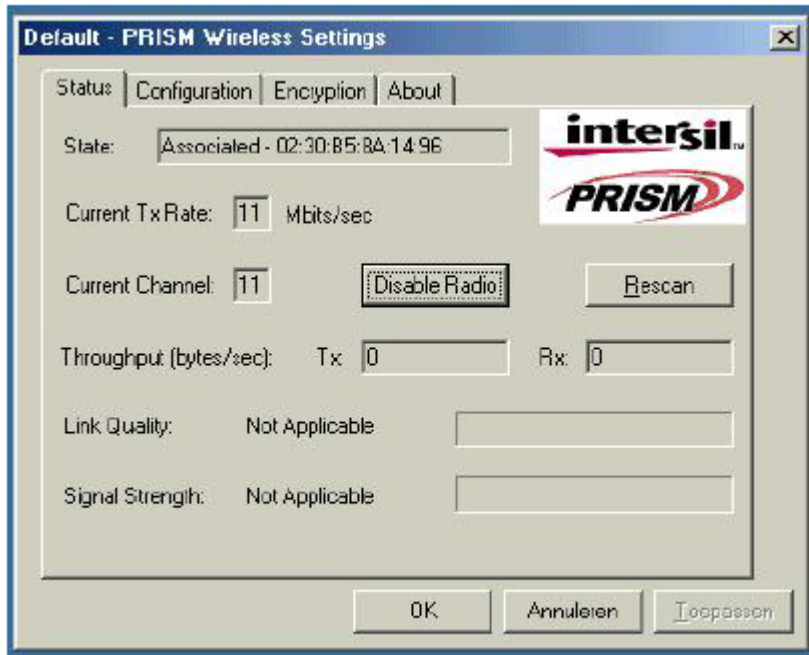 Default - PRISM Wireless Settings
Status Configuration Encryption About
State: Associated - 02:30:B5:8A:14:96
intersil TM
PRISM
Current Tx Rate: 11 Mbits/sec
Current Channel: 11 Disable Radio Rescan
Throughput (bytes/sec): Tx: 0 Rx: 0
Link Quality: Not Applicable
Signal Strength: Not Applicable
OK Annuleren Toepassen